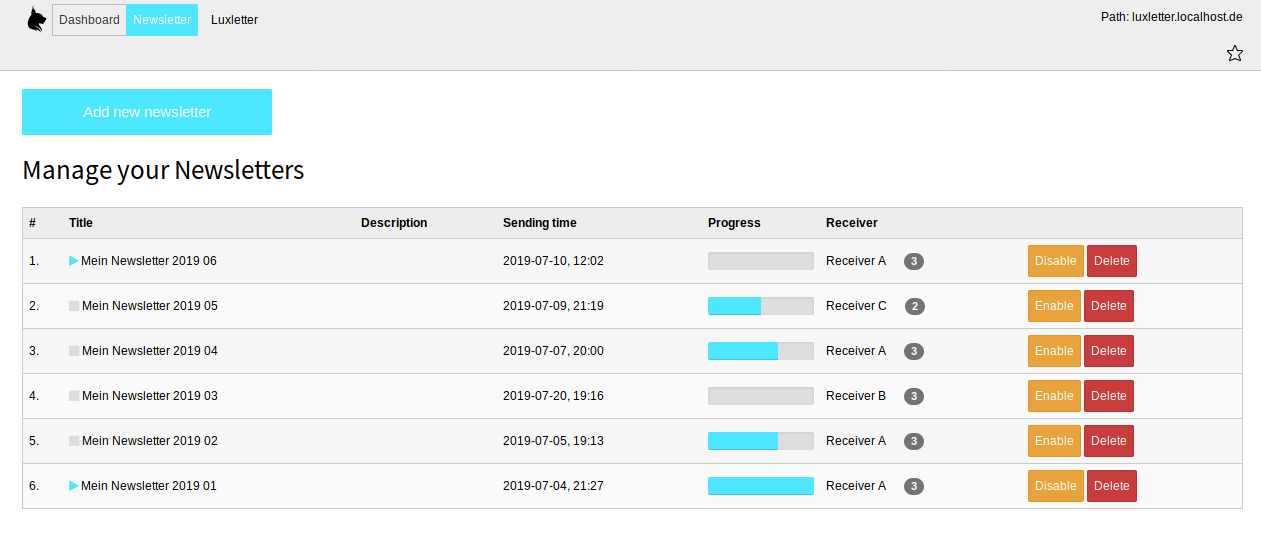 Dashboard Newsletter Luxletter Path: luxletter.localhost.de
Add new newsletter
Manage your Newsletters
# Title Description Sending time Progress Receiver
1. Mein Newsletter 2019 06 2019-07-10, 12:02 Receiver A 3 Disable Delete
2. Mein Newsletter 2019 05 2019-07-09, 21:19 Receiver C 2 Enable Delete
3. Mein Newsletter 2019 04 2019-07-07, 20:00 Receiver A 3 Enable Delete
4. Mein Newsletter 2019 03 2019-07-20, 19:16 Receiver B 3 Enable Delete
5. Mein Newsletter 2019 02 2019-07-05, 19:13 Receiver A 3 Enable Delete
6. Mein Newsletter 2019 01 2019-07-04, 21:27 Receiver A 3 Disable Delete